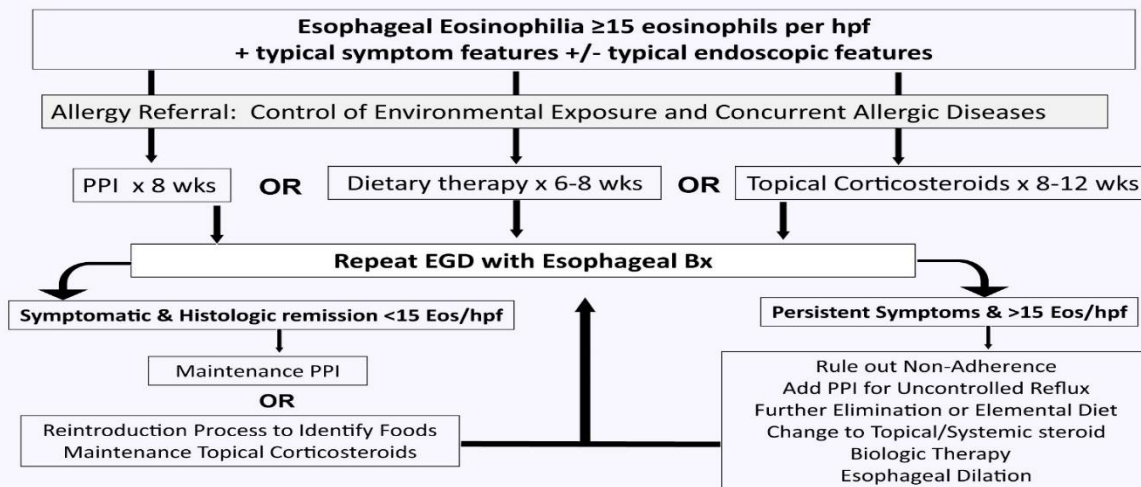 Esophageal Eosinophilia ≥15 eosinophils per hpf
+ typical symptom features +/- typical endoscopic features
Allergy Referral: Control of Environmental Exposure and Concurrent Allergic Diseases
PPI x 8 wks
OR
Dietary therapy x 6-8 wks
OR
Topical Corticosteroids x 8-12 wks
Repeat EGD with Esophageal Bx
Symptomatic & Histologic remission <15 Eos/hpf
Maintenance PPI
OR
Reintroduction Process to Identify Foods
Maintenance Topical Corticosteroids
Persistent Symptoms & >15 Eos/hpf
Rule out Non-Adherence
Add PPI for Uncontrolled Reflux
Further Elimination or Elemental Diet
Change to Topical/Systemic steroid
Biologic Therapy
Esophageal Dilation